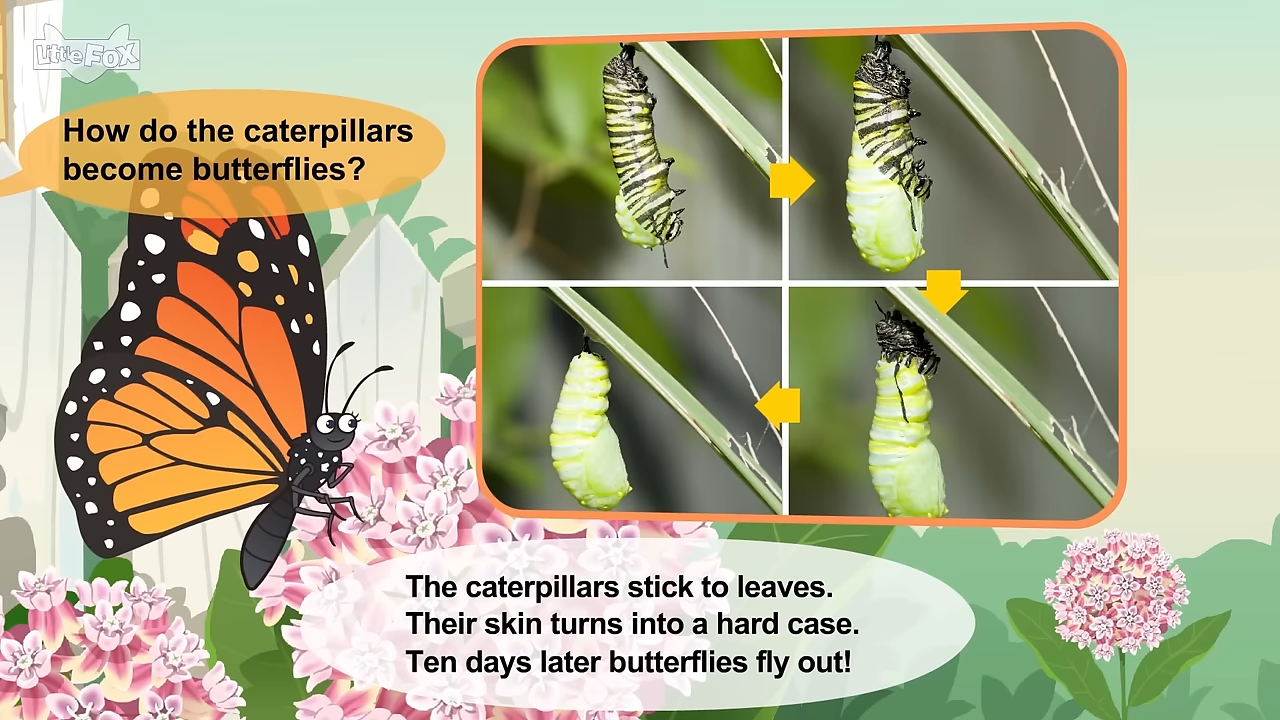 Little FOX
How do the caterpillars
become butterflies?
The caterpillars stick to leaves.
Their skin turns into a hard case.
Ten days later butterflies fly out!